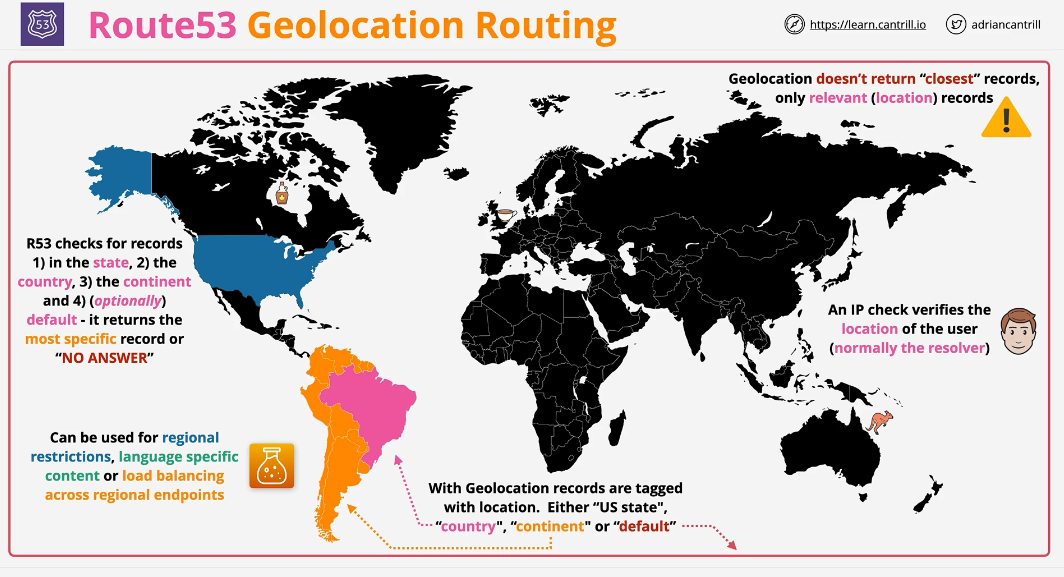 53
Route53 Geolocation Routing
https://learn.cantrill.io
adriancantrill
Geolocation doesn't return “closest” records,
only relevant (location) records
!
R53 checks for records
1) in the state, 2) the
country, 3) the continent
and 4) (optionally)
default - it returns the
most specific record or
“NO ANSWER”
An IP check verifies the
location of the user
(normally the resolver)
Can be used for regional
restrictions, language specific
content or load balancing
across regional endpoints
With Geolocation records are tagged
with location. Either “US state",
“country", “continent" or “default”